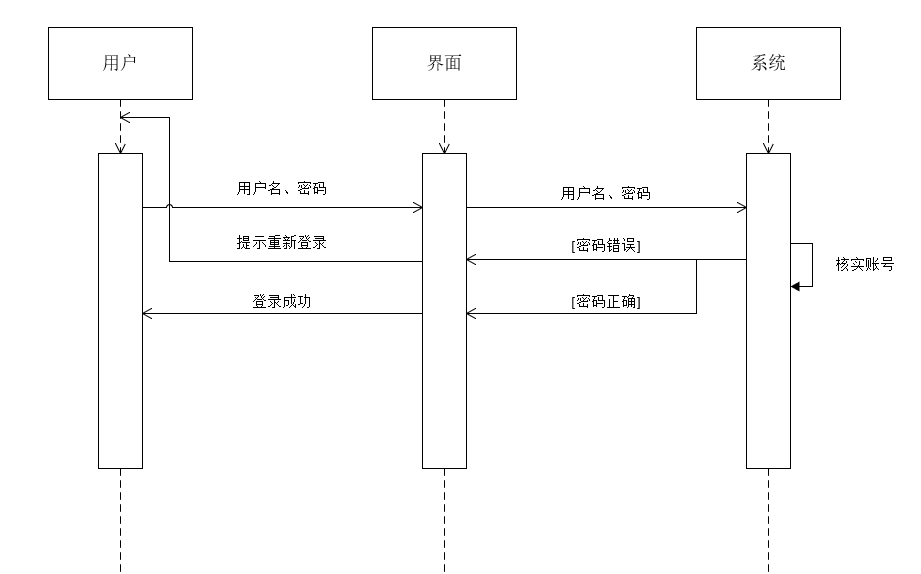 用户
界面
系统
用户名、密码
用户名、密码
提示重新登录
[密码错误]
核实账号
登录成功
[密码正确]